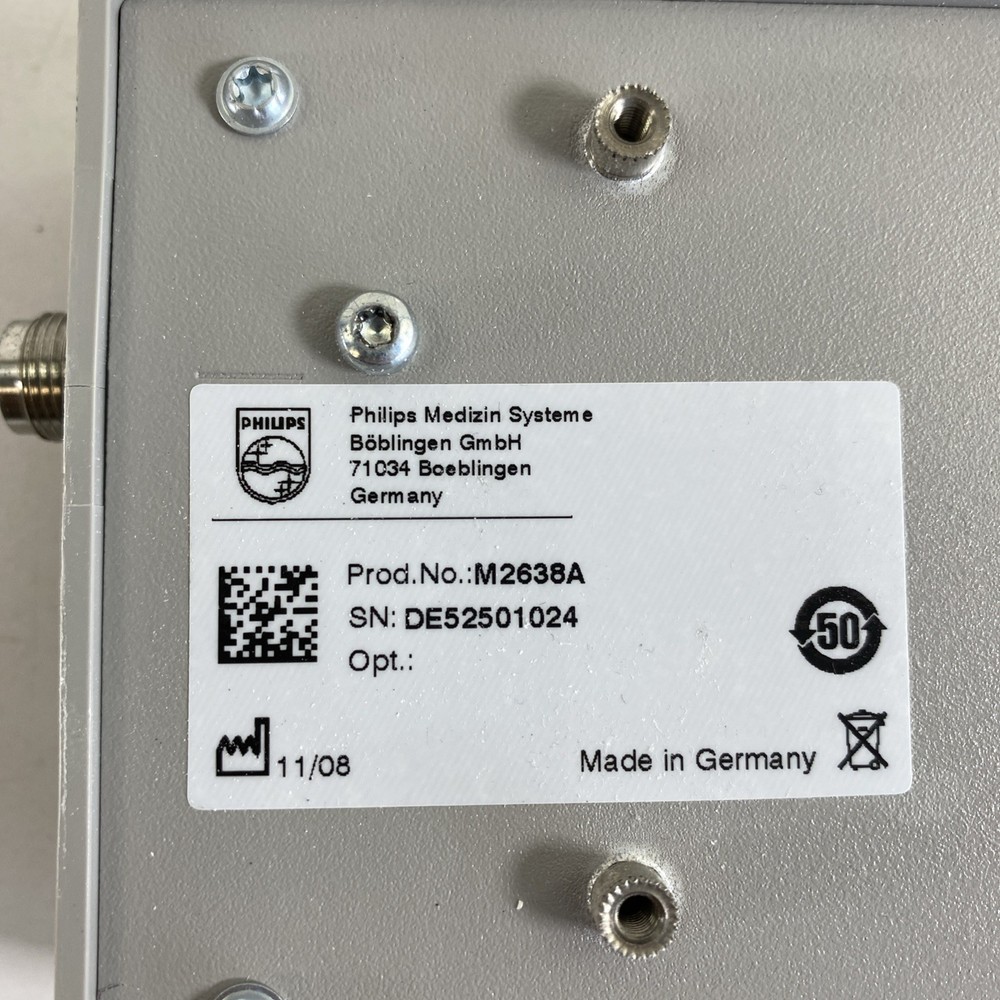 PHILIPS
Philips Medizin Systeme
Böblingen GmbH
71034 Boeblingen
Germany
Prod.No.:M2638A
SN: DE52501024
Opt.:
50
11/08
Made in Germany